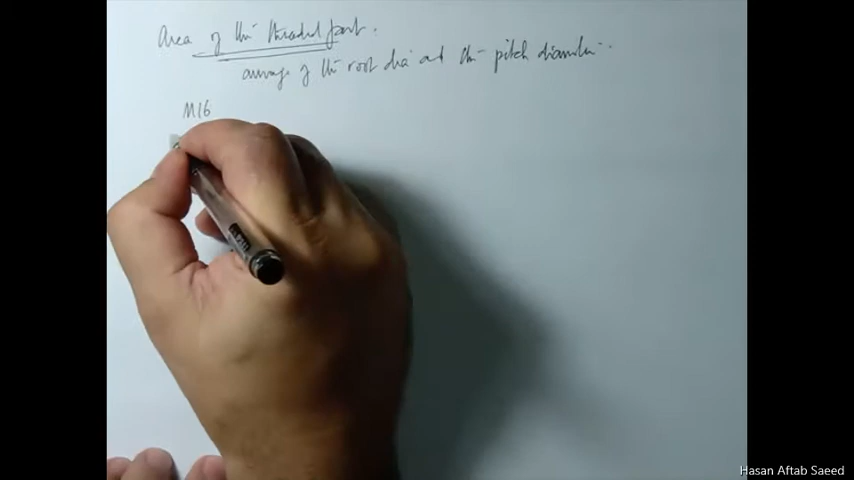 Area of the threaded part.
average of the root dia and the pitch diameter.
M16
Hasan Aftab Saeed